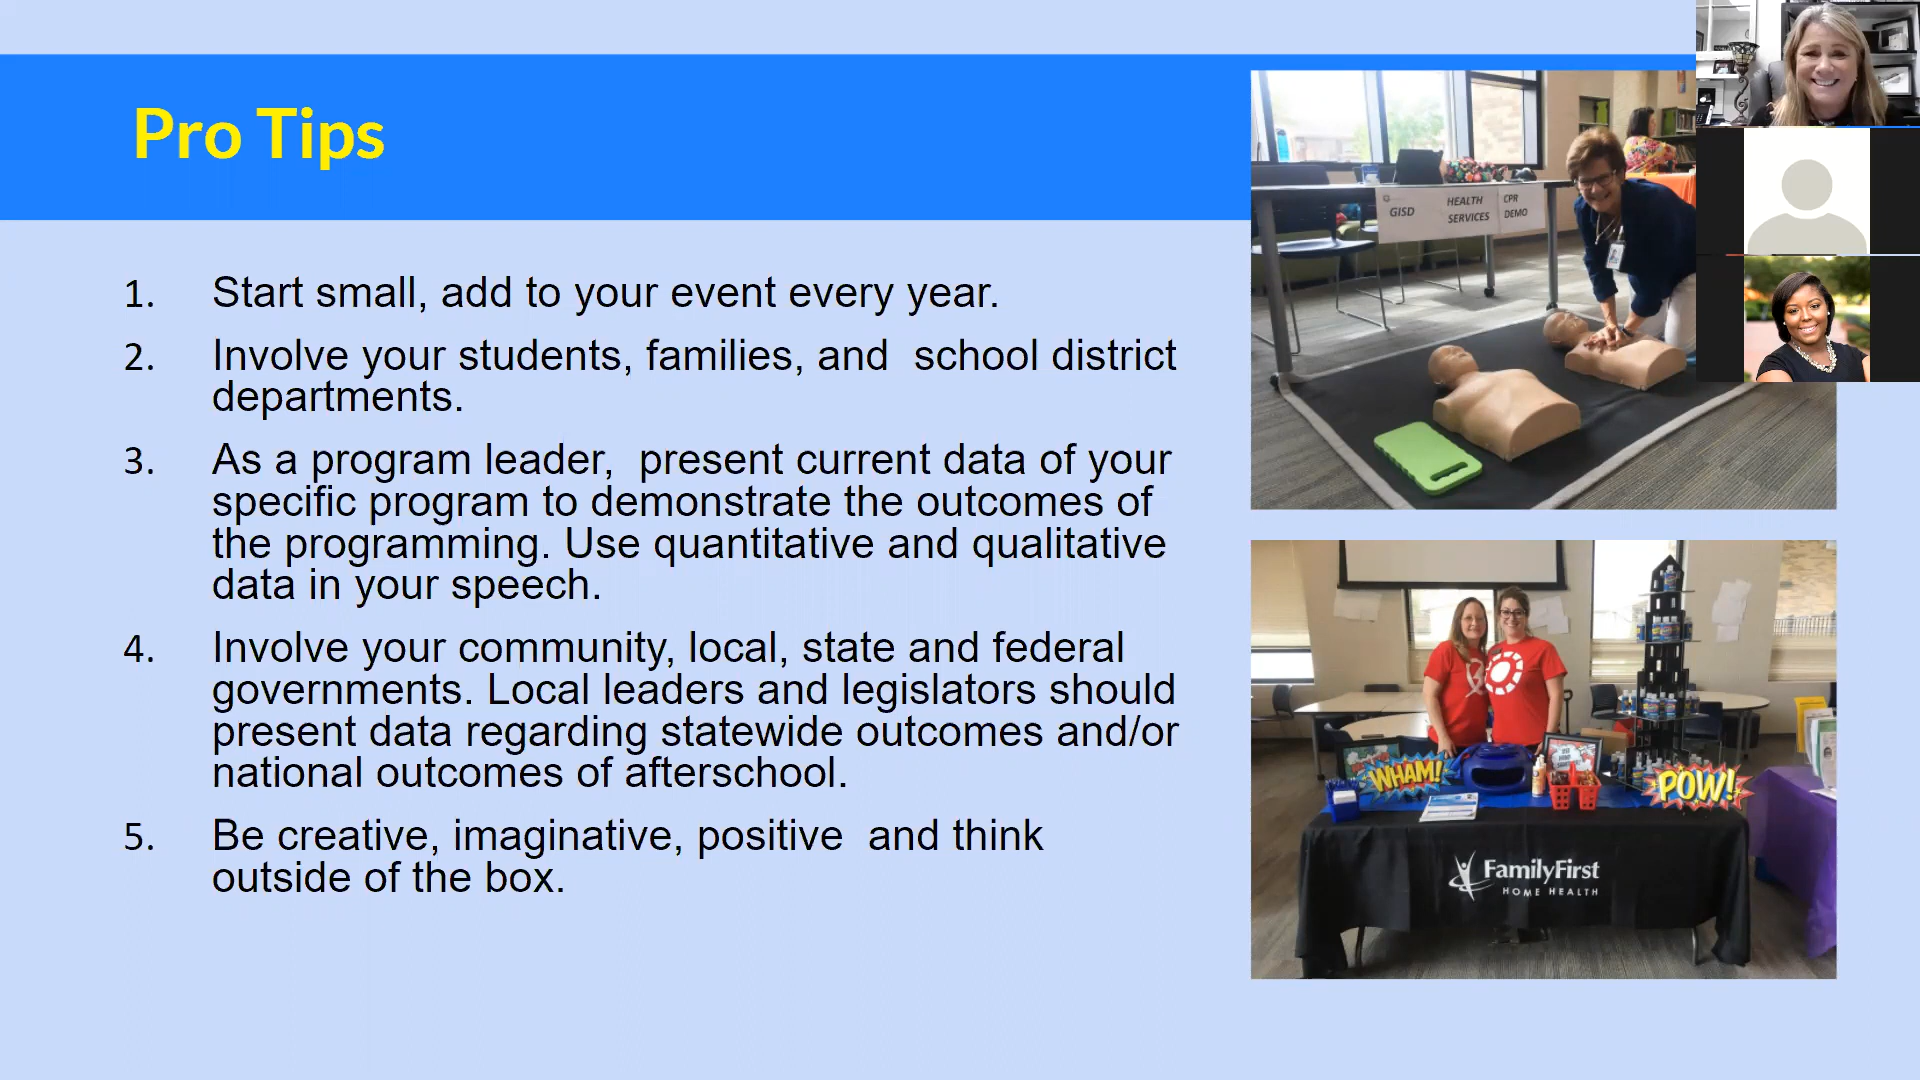 Pro Tips
1. Start small, add to your event every year.
2. Involve your students, families, and  school district
departments.
3. As a program leader,  present current data of your
specific program to demonstrate the outcomes of
the programming. Use quantitative and qualitative
data in your speech.
4. Involve your community, local, state and federal
governments. Local leaders and legislators should
present data regarding statewide outcomes and/or
national outcomes of afterschool.
5. Be creative, imaginative, positive  and think
outside of the box.
GISD HEALTH SERVICES CPR DEMO
WHAM!
POW!
FamilyFirst
HOME HEALTH